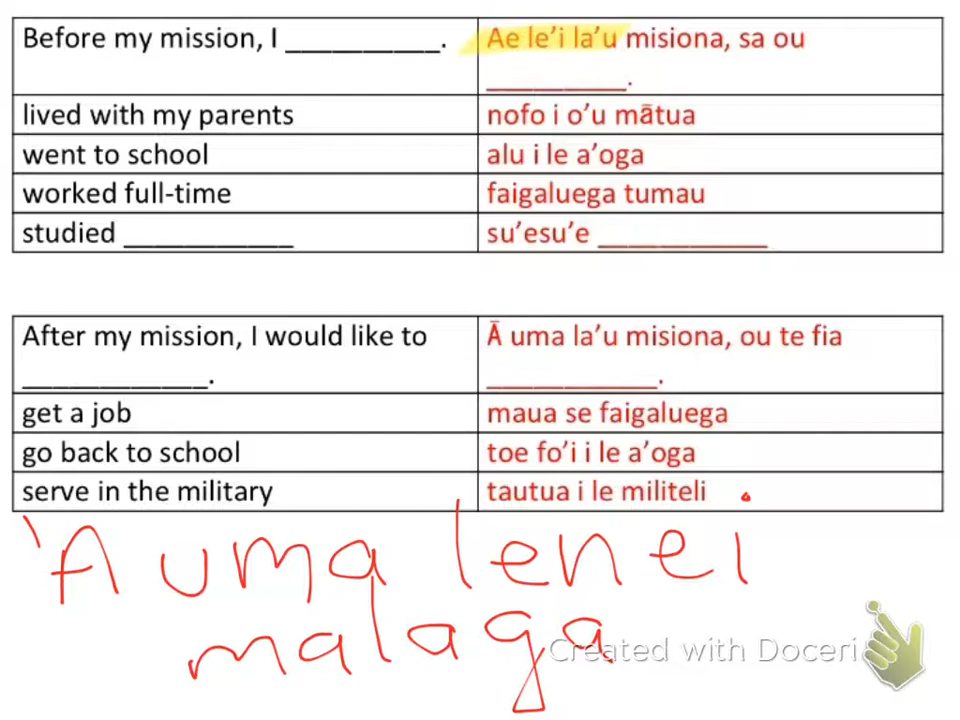 Before my mission, I ___________. Ae le’i la’u misiona, sa ou
__________.
lived with my parents nofo i o’u mātua
went to school alu i le a’oga
worked full-time faigaluega tumau
studied ____________ su’esu’e ____________
After my mission, I would like to Ā uma la’u misiona, ou te fia
_____________. ____________.
get a job maua se faigaluega
go back to school toe fo’i i le a’oga
serve in the military tautua i le militeli .
'A uma lenei
malaga
Created with Doceri